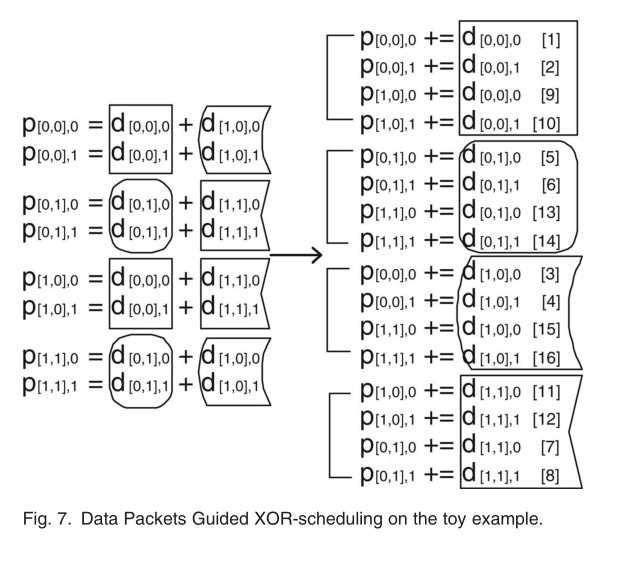 p[0,0],0 = d[0,0],0 + d[1,0],0
p[0,0],1 = d[0,0],1 + d[1,0],1
p[0,1],0 = d[0,1],0 + d[1,1],0
p[0,1],1 = d[0,1],1 + d[1,1],1
p[1,0],0 = d[0,0],0 + d[1,1],0
p[1,0],1 = d[0,0],1 + d[1,1],1
p[1,1],0 = d[0,1],0 + d[1,0],0
p[1,1],1 = d[0,1],1 + d[1,0],1
p[0,0],0 += d[0,0],0 [1]
p[0,0],1 += d[0,0],1 [2]
p[1,0],0 += d[0,0],0 [9]
p[1,0],1 += d[0,0],1 [10]
p[0,1],0 += d[0,1],0 [5]
p[0,1],1 += d[0,1],1 [6]
p[1,1],0 += d[0,1],0 [13]
p[1,1],1 += d[0,1],1 [14]
p[0,0],0 += d[1,0],0 [3]
p[0,0],1 += d[1,0],1 [4]
p[1,1],0 += d[1,0],0 [15]
p[1,1],1 += d[1,0],1 [16]
p[1,0],0 += d[1,1],0 [11]
p[1,0],1 += d[1,1],1 [12]
p[0,1],0 += d[1,1],0 [7]
p[0,1],1 += d[1,1],1 [8]
Fig. 7. Data Packets Guided XOR-scheduling on the toy example.